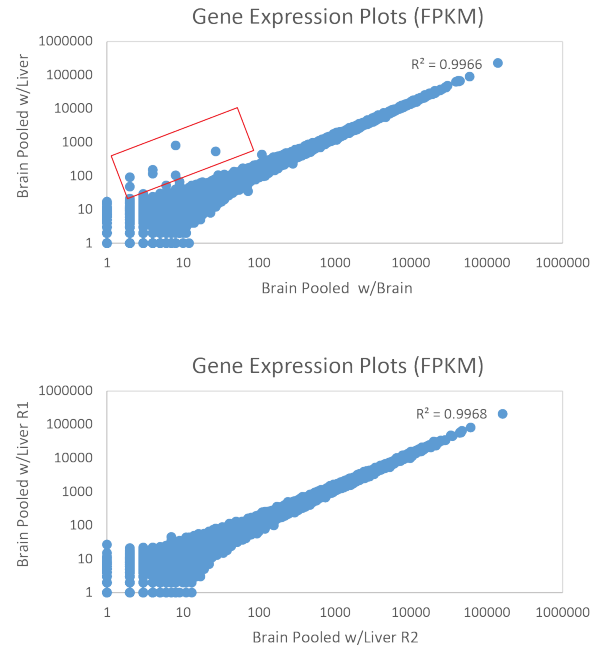 Gene Expression Plots (FPKM)
1000000
100000
10000
1000
100
10
1
Brain Pooled w/Liver
R² = 0.9966
1 10 100 1000 10000 100000 1000000
Brain Pooled w/Brain
Gene Expression Plots (FPKM)
1000000
100000
10000
1000
100
10
1
Brain Pooled w/Liver R1
R² = 0.9968
1 10 100 1000 10000 100000 1000000
Brain Pooled w/Liver R2